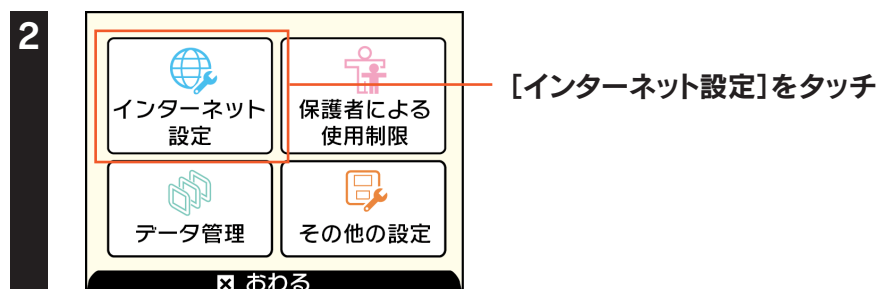 2
インターネット
設定
保護者による
使用制限
[インターネット設定]をタッチ
データ管理
その他の設定
☒ おわる